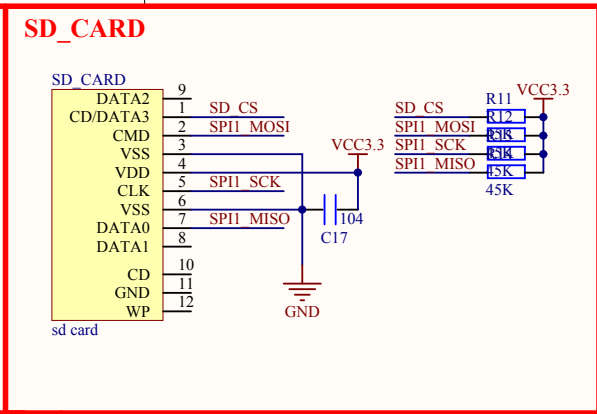 SD_CARD
SD_CARD
DATA2 9
CD/DATA3 1 SD_CS
CMD 2 SPI1_MOSI
VSS 3
VDD 4
CLK 5 SPI1_SCK
VSS 6
DATA0 7 SPI1_MISO
DATA1 8
CD 10
GND 11
WP 12
sd card
VCC3.3
104
C17
GND
R11 VCC3.3
SD_CS R12
SPI1_MOSI
SPI1_SCK
SPI1_MISO 45K
45K